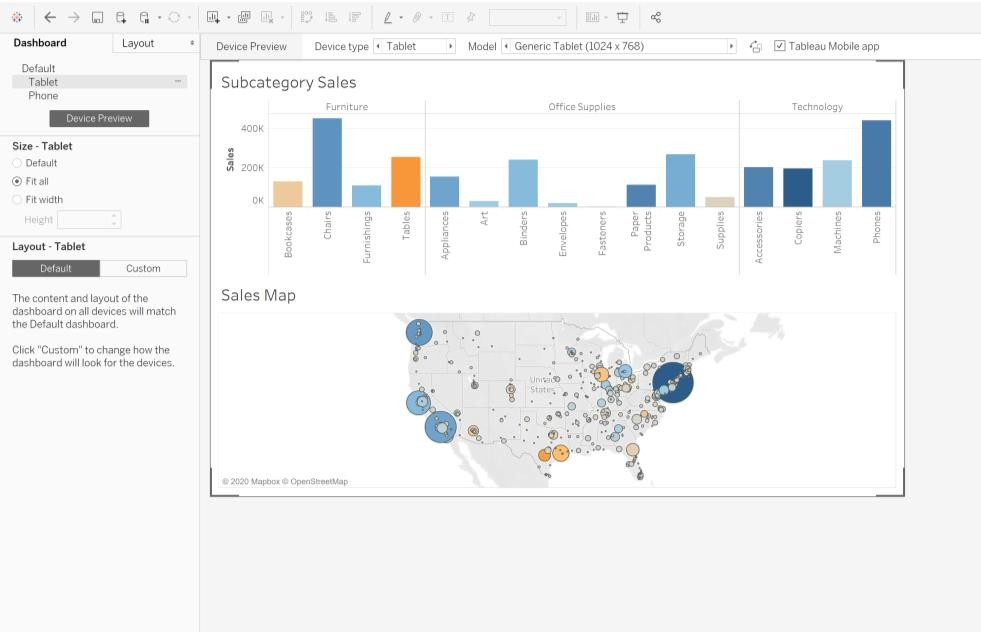 Dashboard
Layout
Device Preview
Device type
Tablet
Model
Generic Tablet (1024 x 768)
Tableau Mobile app
Default
Tablet
Phone
Device Preview
Size - Tablet
Default
Fit all
Fit width
Height
Layout - Tablet
Default
Custom
The content and layout of the
dashboard on all devices will match
the Default dashboard.
Click "Custom" to change how the
dashboard will look for the devices.
Subcategory Sales
Furniture
Office Supplies
Technology
Sales
400K
200K
0K
Bookcases
Chairs
Furnishings
Tables
Appliances
Art
Binders
Envelopes
Fasteners
Paper
Products
Storage
Supplies
Accessories
Copiers
Machines
Phones
Sales Map
United
States
© 2020 Mapbox © OpenStreetMap